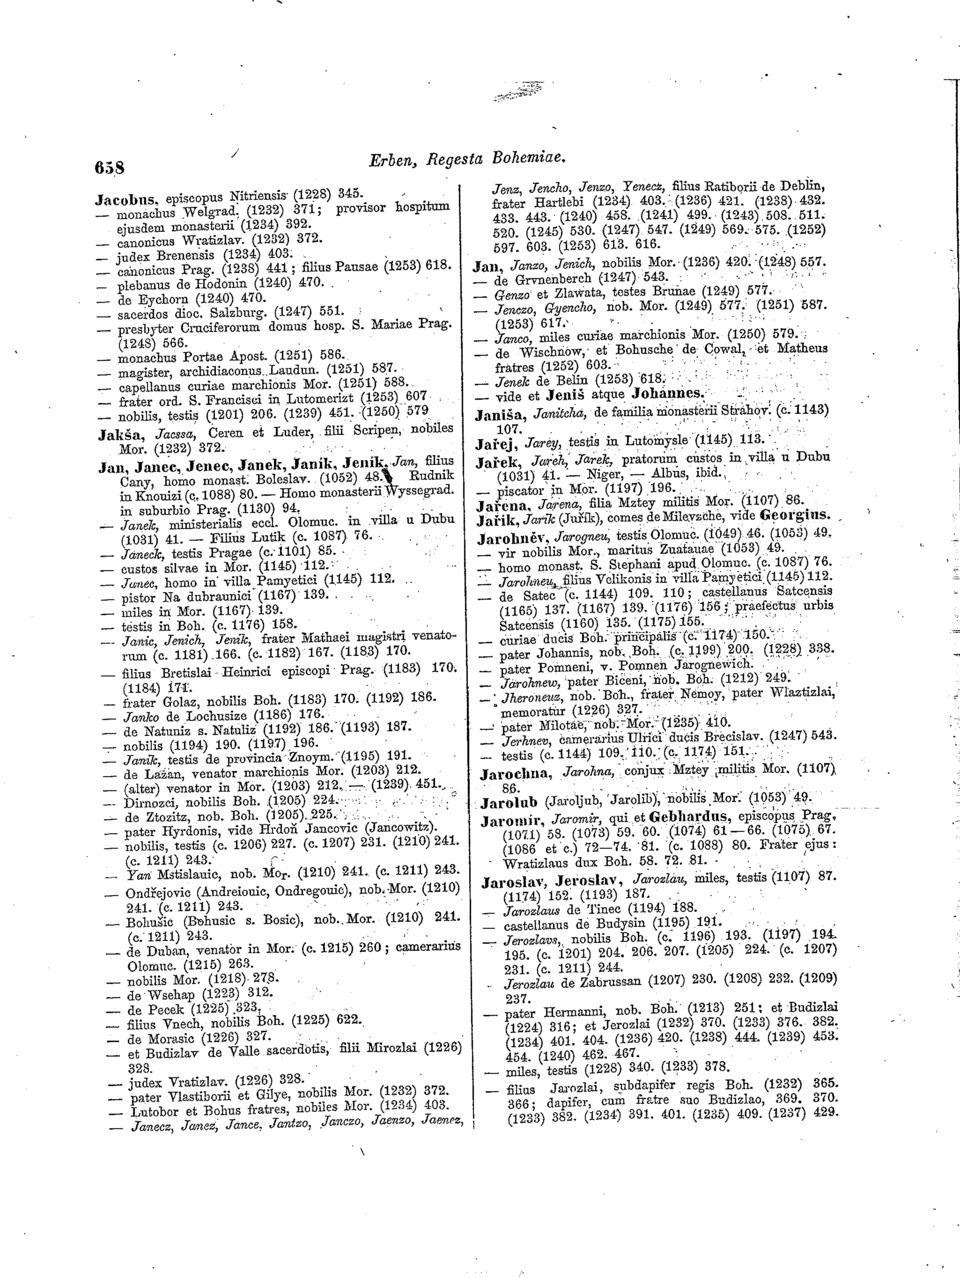 658
Erben, Regesta Bohemiae.
Jacobus, episcopus Nitriensis (1228) 345.
— monachus Welgrad. (1232) 371; provisor hospitum
ejusdem monasterii (1234) 392.
— canonicus Wratizlav. (1232) 372.
— judex Brenensis (1234) 403.
— canonicus Prag. (1238) 441; filius Pausae (1253) 618.
— plebanus de Hodonin (1240) 470.
— de Eychorn (1240) 470.
— sacerdos dioc. Salzburg. (1247) 551.
— presbyter Cruciferorum domus hosp. S. Mariae Prag.
(1248) 566.
— monachus Portae Apost. (1251) 586.
— magister, archidiaconus Laudun. (1251) 587.
— capellanus curiae marchionis Mor. (1251) 588.
— frater ord. S. Francisci in Lutomerizt (1253) 607
— nobilis, testis (1201) 206. (1239) 451. (1250) 579
Jakša, Jacssa, Ceren et Luder, filii Scripen, nobiles
Mor. (1232) 372.
Jan, Janec, Jenec, Janek, Janik, Jenik, Jan, filius
Cany, homo monast. Boleslav. (1052) 48. Rudnik
in Knouizi (c. 1088) 80. — Homo monasterii Wyssegrad.
in suburbio Prag. (1130) 94.
— Janek, ministerialis eccl. Olomuc. in villa u Dubu
(1031) 41. — Filius Lutik (c. 1087) 76.
— Janeck, testis Pragae (c. 1101) 85.
— custos silvae in Mor. (1145) 112.
— Janec, homo in villa Pamyetici (1145) 112.
— pistor Na dubraunici (1167) 139.
— miles in Mor. (1167) 139.
— testis in Boh. (c. 1176) 158.
— Janic, Jenich, Jenik, frater Mathaei magistri venato-
rum (c. 1181) 166. (c. 1182) 167. (1183) 170.
— filius Bretislai Heinrici episcopi Prag. (1183) 170.
(1184) 171.
— frater Golaz, nobilis Boh. (1183) 170. (1192) 186.
— Janko de Lochusize (1186) 176.
— de Natuniz s. Natuliz (1192) 186. (1193) 187.
— nobilis (1194) 190. (1197) 196.
— Janik, testis de provincia Znoym. (1195) 191.
— de Lazan, venator marchionis Mor. (1203) 212.
— (alter) venator in Mor. (1203) 212. — (1239) 451.
— Dirnozci, nobilis Boh. (1205) 224.
— de Ztozitz, nob. Boh. (1205) 225.
— pater Hyrdonis, vide Hrdoň Jancovic (Jancowitz).
— nobilis, testis (c. 1206) 227. (c. 1207) 231. (1210) 241.
(c. 1211) 243.
— Yan Mstislauic, nob. Mor. (1210) 241. (c. 1211) 243.
— Ondřejovic (Andreiouic, Ondregouic), nob. Mor. (1210)
241. (c. 1211) 243.
— Bohušic (Bohusic s. Bosic), nob. Mor. (1210) 241.
(c. 1211) 243.
— de Duban, venator in Mor. (c. 1215) 260; camerarius
Olomuc. (1215) 263.
— nobilis Mor. (1218) 278.
— de Wsehap (1223) 312.
— de Pecek (1225) 323.
— filius Vnech, nobilis Boh. (1225) 622.
— de Morasic (1226) 327.
— et Budizlav de Valle sacerdotis, filii Mirozlai (1226)
328.
— judex Vratizlav. (1226) 328.
— pater Vlastiborii et Gilye, nobilis Mor. (1232) 372.
— Lutobor et Bohus fratres, nobiles Mor. (1234) 403.
— Janecz, Janez, Jance, Jantzo, Janczo, Jaenzo, Jaenez,
Jenz, Jencho, Jenzo, Yenecz, filius Ratiborii de Deblin,
frater Hartlebi (1234) 403. (1236) 421. (1238) 432.
433. 443. (1240) 458. (1241) 499. (1243) 508. 511.
520. (1245) 530. (1247) 547. (1249) 569. 575. (1252)
597. 603. (1253) 613. 616.
Jan, Janzo, Jenich, nobilis Mor. (1236) 420. (1248) 557.
— de Grvnenberch (1247) 543.
— Genzo et Zlawata, testes Brunae (1249) 577.
— Jenczo, Gyencho, nob. Mor. (1249) 577. (1251) 587.
(1253) 617.
— Janco, miles curiae marchionis Mor. (1250) 579.
— de Wischnow, et Bohusche de Cowal, et Matheus
fratres (1252) 603.
— Jenek de Belin (1253) 618.
— vide et Jeniš atque Johannes.
Janiša, Janitcha, de familia monasterii Strahov. (c. 1143)
107.
Jařej, Jarey, testis in Lutomysle (1145) 113.
Jařek, Jareh, Jarek, pratorum custos in villa u Dubu
(1031) 41. — Niger, — Albus, ibid.
— piscator in Mor. (1197) 196.
Jařena, Jarena, filia Mztey militis Mor. (1107) 86.
Jařik, Jarik (Juřík), comes de Mileyzche, vide Georgius.
Jarohněv, Jarogneu, testis Olomuc. (1049) 46. (1053) 49.
— vir nobilis Mor., maritus Zuatauae (1053) 49.
— homo monast. S. Stephani apud Olomuc. (c. 1087) 76.
— Jarohneu, filius Velikonis in villa Pamyetici (1145) 112.
— de Satec (c. 1144) 109. 110; castellanus Satcensis
(1165) 137. (1167) 139. (1176) 156; praefectus urbis
Satcensis (1160) 135. (1175) 155.
— curiae ducis Boh. principalis (c. 1174) 150.
— pater Johannis, nob. Boh. (c. 1199) 200. (1228) 338.
— pater Pomneni, v. Pomnen Jarognewich.
— Jarohnew, pater Biceni, nob. Boh. (1212) 249.
— Jheroneuz, nob. Boh., frater Nemoy, pater Wlaztizlai,
memoratur (1226) 327.
— pater Milotae, nob. Mor. (1235) 410.
— Jerhnev, camerarius Ulrici ducis Brecislav. (1247) 543.
— testis (c. 1144) 109. 110. (c. 1174) 151.
Jarochna, Jarohna, conjux Mztey militis Mor. (1107)
86.
Jarolub (Jaroljub, Jarolib), nobilis Mor. (1053) 49.
Jaromír, Jaromir, qui et Gebhardus, episcopus Prag.
(1071) 58. (1073) 59. 60. (1074) 61—66. (1075) 67.
(1086 et c.) 72—74. 81. (c. 1088) 80. Frater ejus:
Wratizlaus dux Boh. 58. 72. 81.
Jaroslav, Jeroslav, Jarozlau, miles, testis (1107) 87.
(1174) 152. (1193) 187.
— Jarozlaus de Tinec (1194) 188.
— castellanus de Budysin (1195) 191.
— Jerozlavs, nobilis Boh. (c. 1196) 193. (1197) 194.
195. (c. 1201) 204. 206. 207. (1205) 224. (c. 1207)
231. (c. 1211) 244.
— Jerozlau de Zabrussan (1207) 230. (1208) 232. (1209)
237.
— pater Hermanni, nob. Boh. (1213) 251; et Budizlai
(1224) 316; et Jerozlai (1232) 370. (1233) 376. 382.
(1234) 401. 404. (1236) 420. (1238) 444. (1239) 453.
454. (1240) 462. 467.
— miles, testis (1228) 340. (1233) 378.
— filius Jarozlai, subdapifer regis Boh. (1232) 365.
366; dapifer, cum fratre suo Budizlao, 369. 370.
(1233) 382. (1234) 391. 401. (1235) 409. (1237) 429.